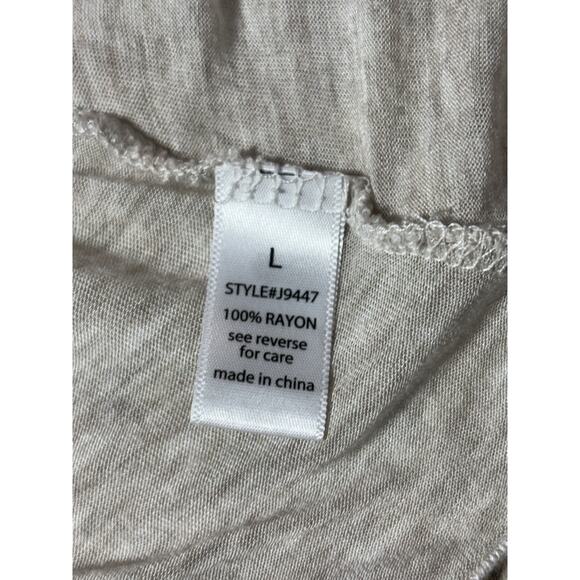 L
STYLE#J9447
100% RAYON
see reverse
for care
made in china